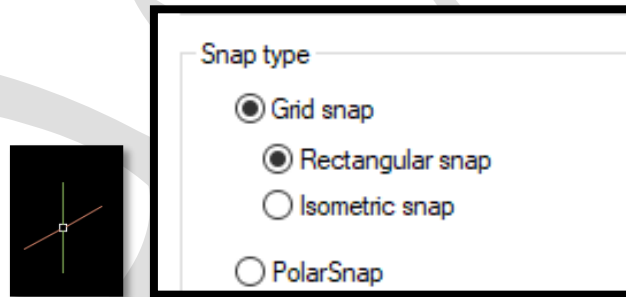 Snap type
Grid snap
Rectangular snap
Isometric snap
PolarSnap